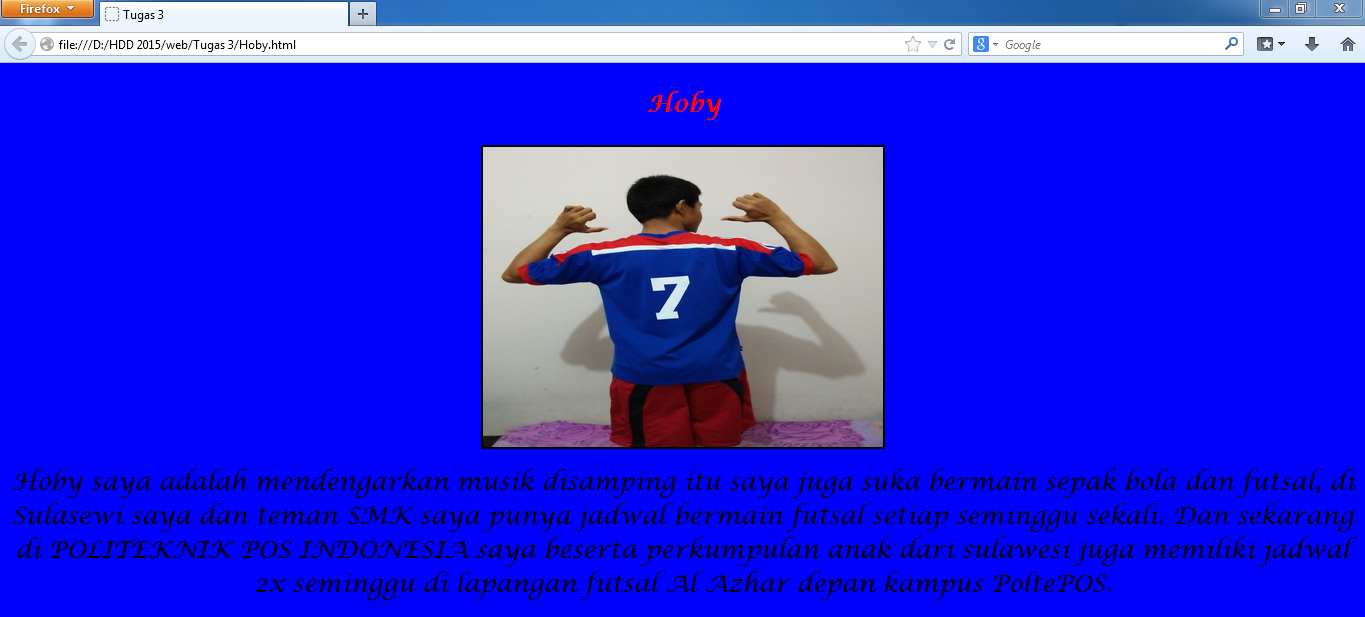 Firefox
Tugas 3
file:///D:/HDD 2015/web/Tugas 3/Hoby.html
8 Google
Hoby
7
Hoby saya adalah mendengarkan musik disamping itu saya juga suka bermain sepak bola dan futsal, di
Sulasewi saya dan teman SMK saya punya jadwal bermain futsal setiap seminggu sekali. Dan sekarang
di POLITEKNIK POS INDONESIA saya beserta perkumpulan anak dari sulawesi juga memiliki jadwal
2x seminggu di lapangan futsal Al Azhar depan kampus PoltePOS.